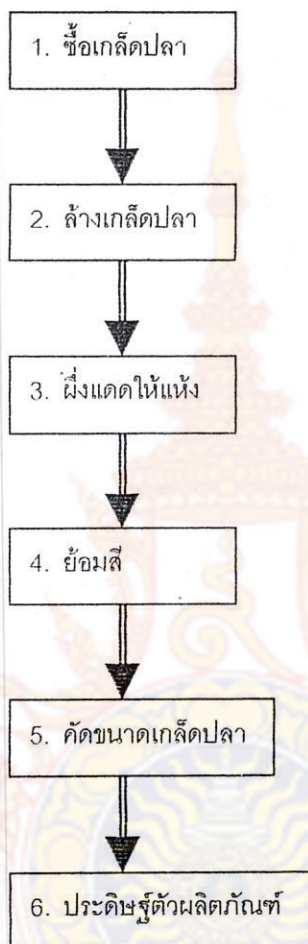 1. ซื้อเกล็ดปลา
2. ล้างเกล็ดปลา
3. ผึ่งแดดให้แห้ง
4. ย้อมสี
5. คัดขนาดเกล็ดปลา
6. ประดิษฐ์ตัวผลิตภัณฑ์